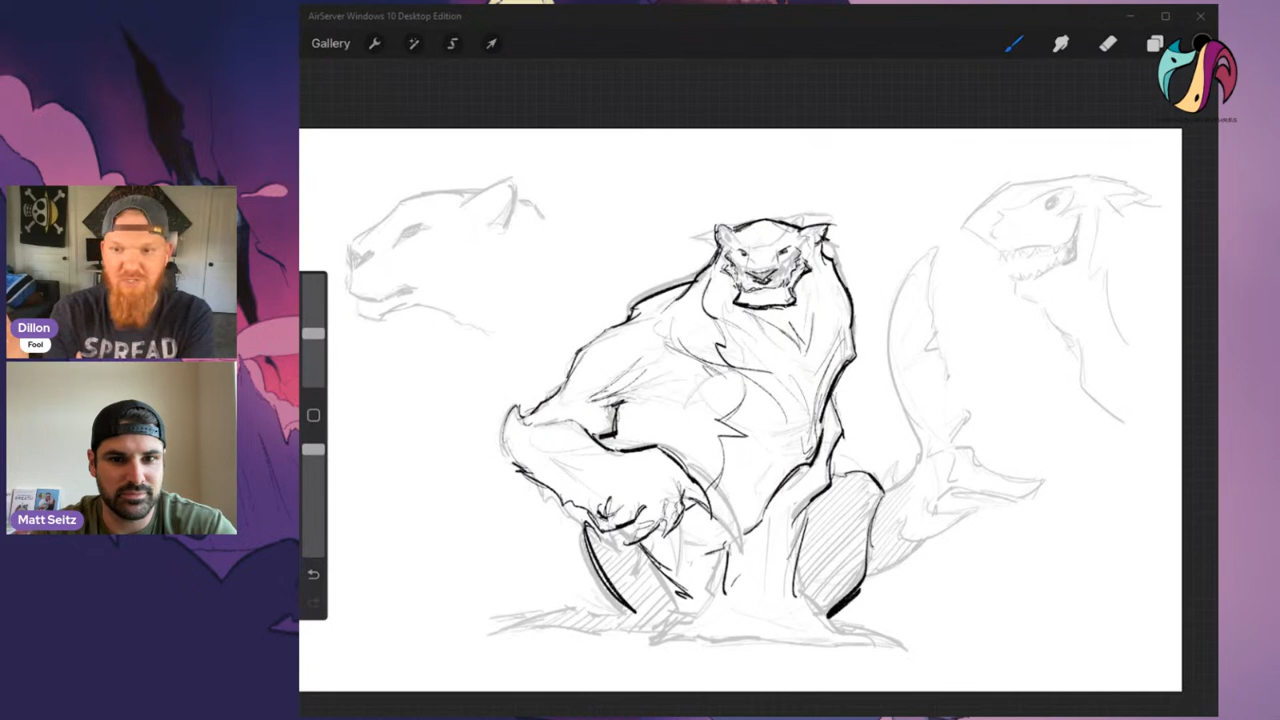 AirServer Windows 10 Desktop Edition
Gallery
Dillon
Fool
SPREAD
Matt Seitz